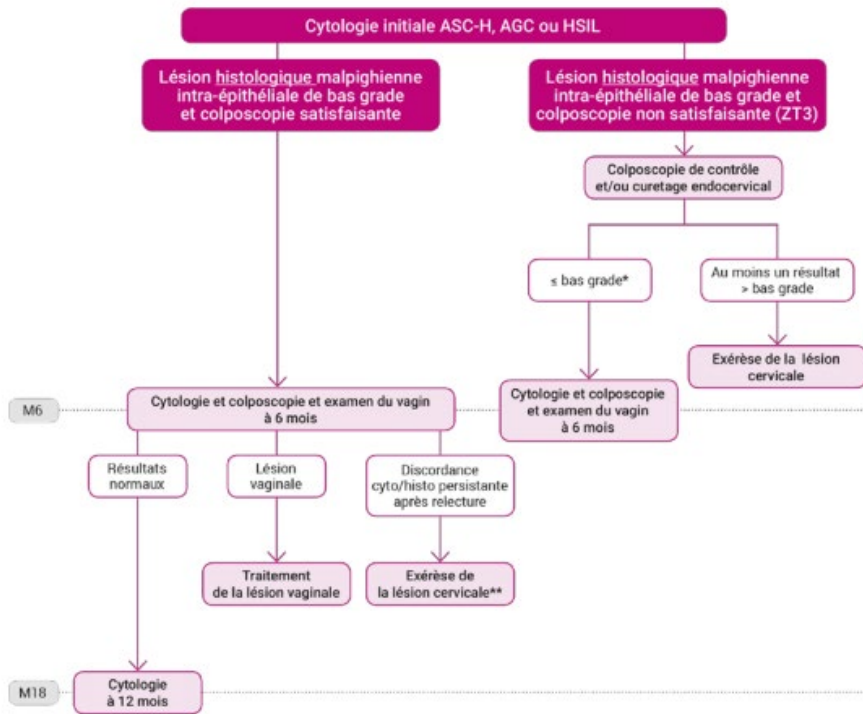 Cytologie initiale ASC-H, AGC ou HSIL
Lésion histologique malpighienne
intra-épithéliale de bas grade
et colposcopie satisfaisante
Lésion histologique malpighienne
intra-épithéliale de bas grade et
colposcopie non satisfaisante (ZT3)
Colposcopie de contrôle
et/ou curetage endocervical
≤ bas grade*
Au moins un résultat
> bas grade
Exérèse de la lésion
cervicale
M6
Cytologie et colposcopie et examen du vagin
à 6 mois
Cytologie et colposcopie
et examen du vagin
à 6 mois
Résultats
normaux
Lésion
vaginale
Discordance
cyto/histo persistante
après relecture
Traitement
de la lésion vaginale
Exérèse de
la lésion cervicale**
M18
Cytologie
à 12 mois